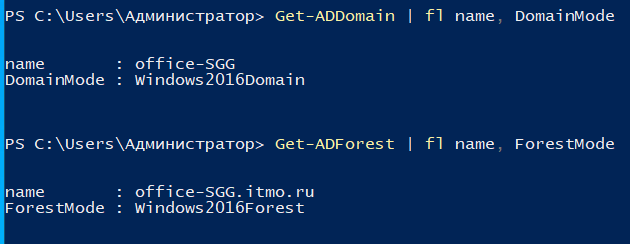 PS C:\Users\Администратор> Get-ADDomain | fl name, DomainMode
name : office-SGG
DomainMode : Windows2016Domain
PS C:\Users\Администратор> Get-ADForest | fl name, ForestMode
name : office-SGG.itmo.ru
ForestMode : Windows2016Forest